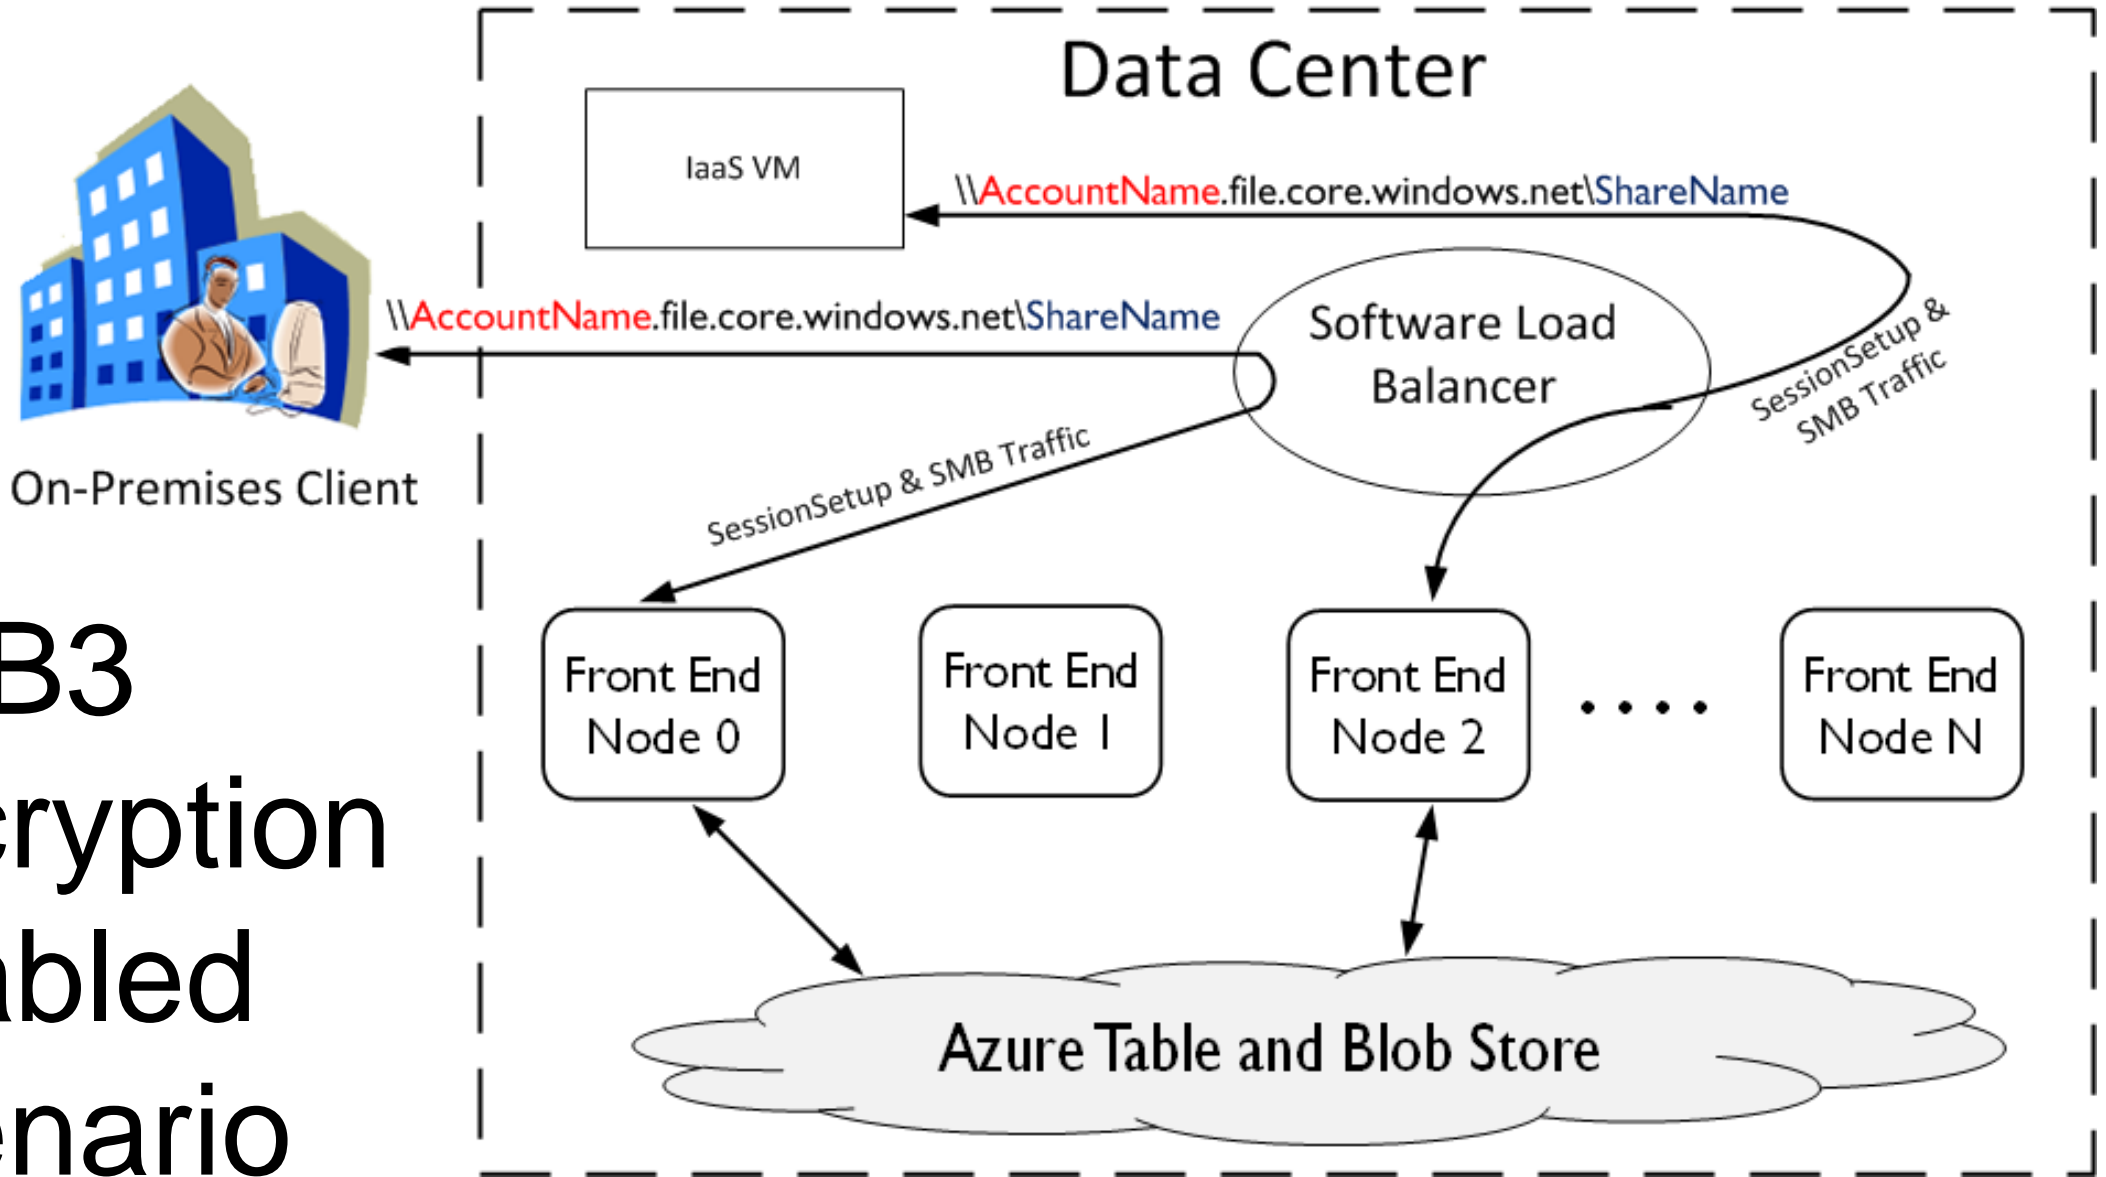 Data Center
IaaS VM
\\AccountName.file.core.windows.net\ShareName
\\AccountName.file.core.windows.net\ShareName
Software Load
Balancer
SessionSetup &
SMB Traffic
SessionSetup & SMB Traffic
On-Premises Client
Front End
Node 0
Front End
Node 1
Front End
Node 2
Front End
Node N
B3
cryption
abled
enario
Azure Table and Blob Store